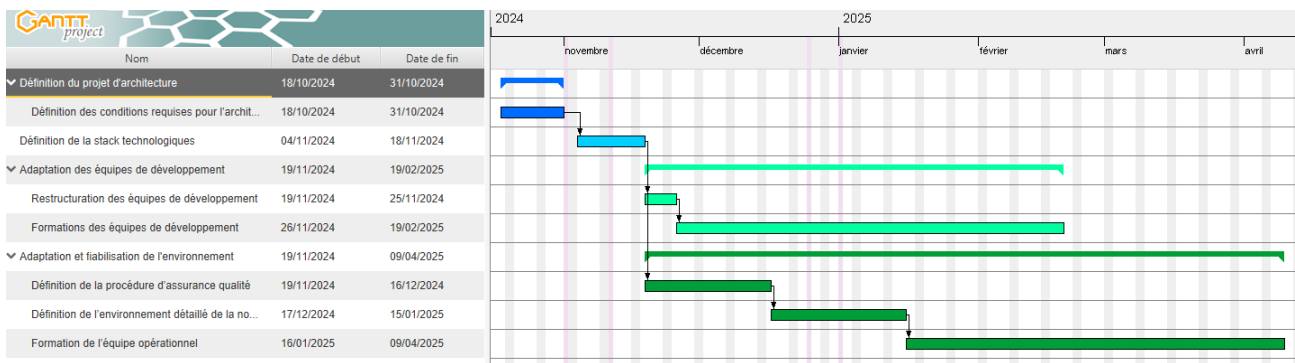 GANTT
project
2024 2025
novembre décembre janvier février mars avril
Nom Date de début Date de fin
Définition du projet d'architecture 18/10/2024 31/10/2024
Définition des conditions requises pour l'archit... 18/10/2024 31/10/2024
Définition de la stack technologiques 04/11/2024 18/11/2024
Adaptation des équipes de développement 19/11/2024 19/02/2025
Restructuration des équipes de développement 19/11/2024 25/11/2024
Formations des équipes de développement 26/11/2024 19/02/2025
Adaptation et fiabilisation de l'environnement 19/11/2024 09/04/2025
Définition de la procédure d'assurance qualité 19/11/2024 16/12/2024
Définition de l'environnement détaillé de la no... 17/12/2024 15/01/2025
Formation de l'équipe opérationnel 16/01/2025 09/04/2025